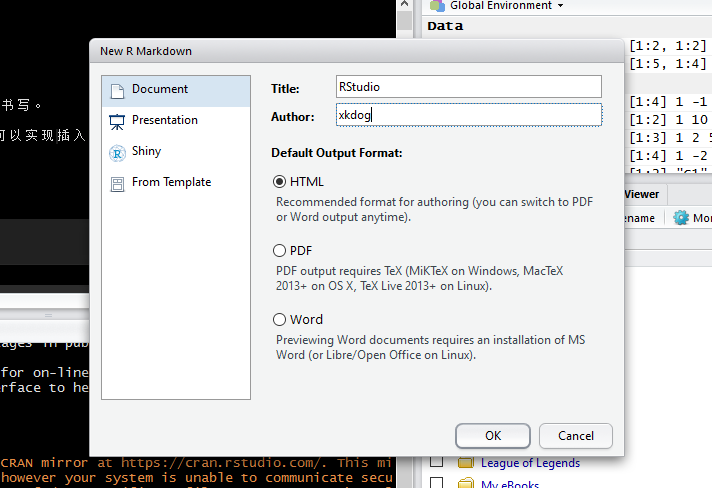 Global Environment
Data
New R Markdown
[1:2, 1:2]
[1:5, 1:4]
Document
Presentation
Shiny
From Template
Title:
RStudio
Author:
xkdog
Default Output Format:
HTML
Recommended format for authoring (you can switch to PDF
or Word output anytime).
PDF
PDF output requires TeX (MiKTeX on Windows, MacTeX
2013+ on OS X, TeX Live 2013+ on Linux).
Word
Previewing Word documents requires an installation of MS
Word (or Libre/Open Office on Linux).
OK
Cancel
书写。
可以实现插入
[1:4] 1 -1
[1:2] 1 10
[1:3] 1 2
[1:4] 1 -2
Viewer
ename
Mor
ages in pub
for on-line
erface to he
CRAN mirror at https://cran.rstudio.com/. This mi
however your system is unable to communicate secu
League of Legends
My eBooks